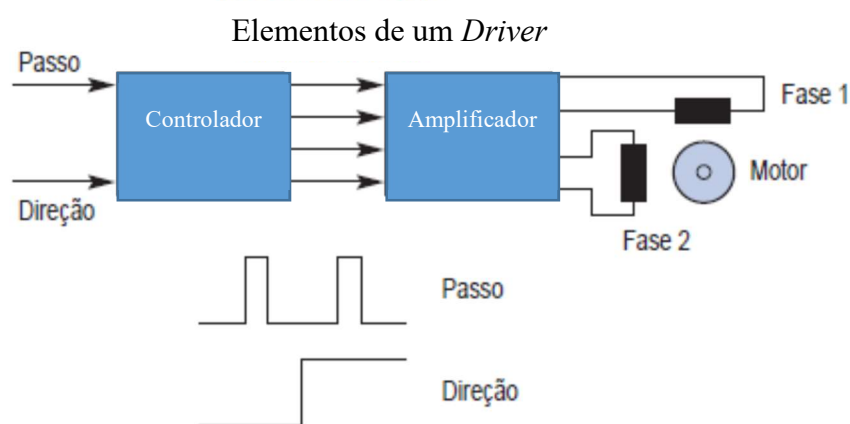 Elementos de um Driver
Passo
Controlador
Amplificador
Fase 1
Motor
Direção
Fase 2
Passo
Direção